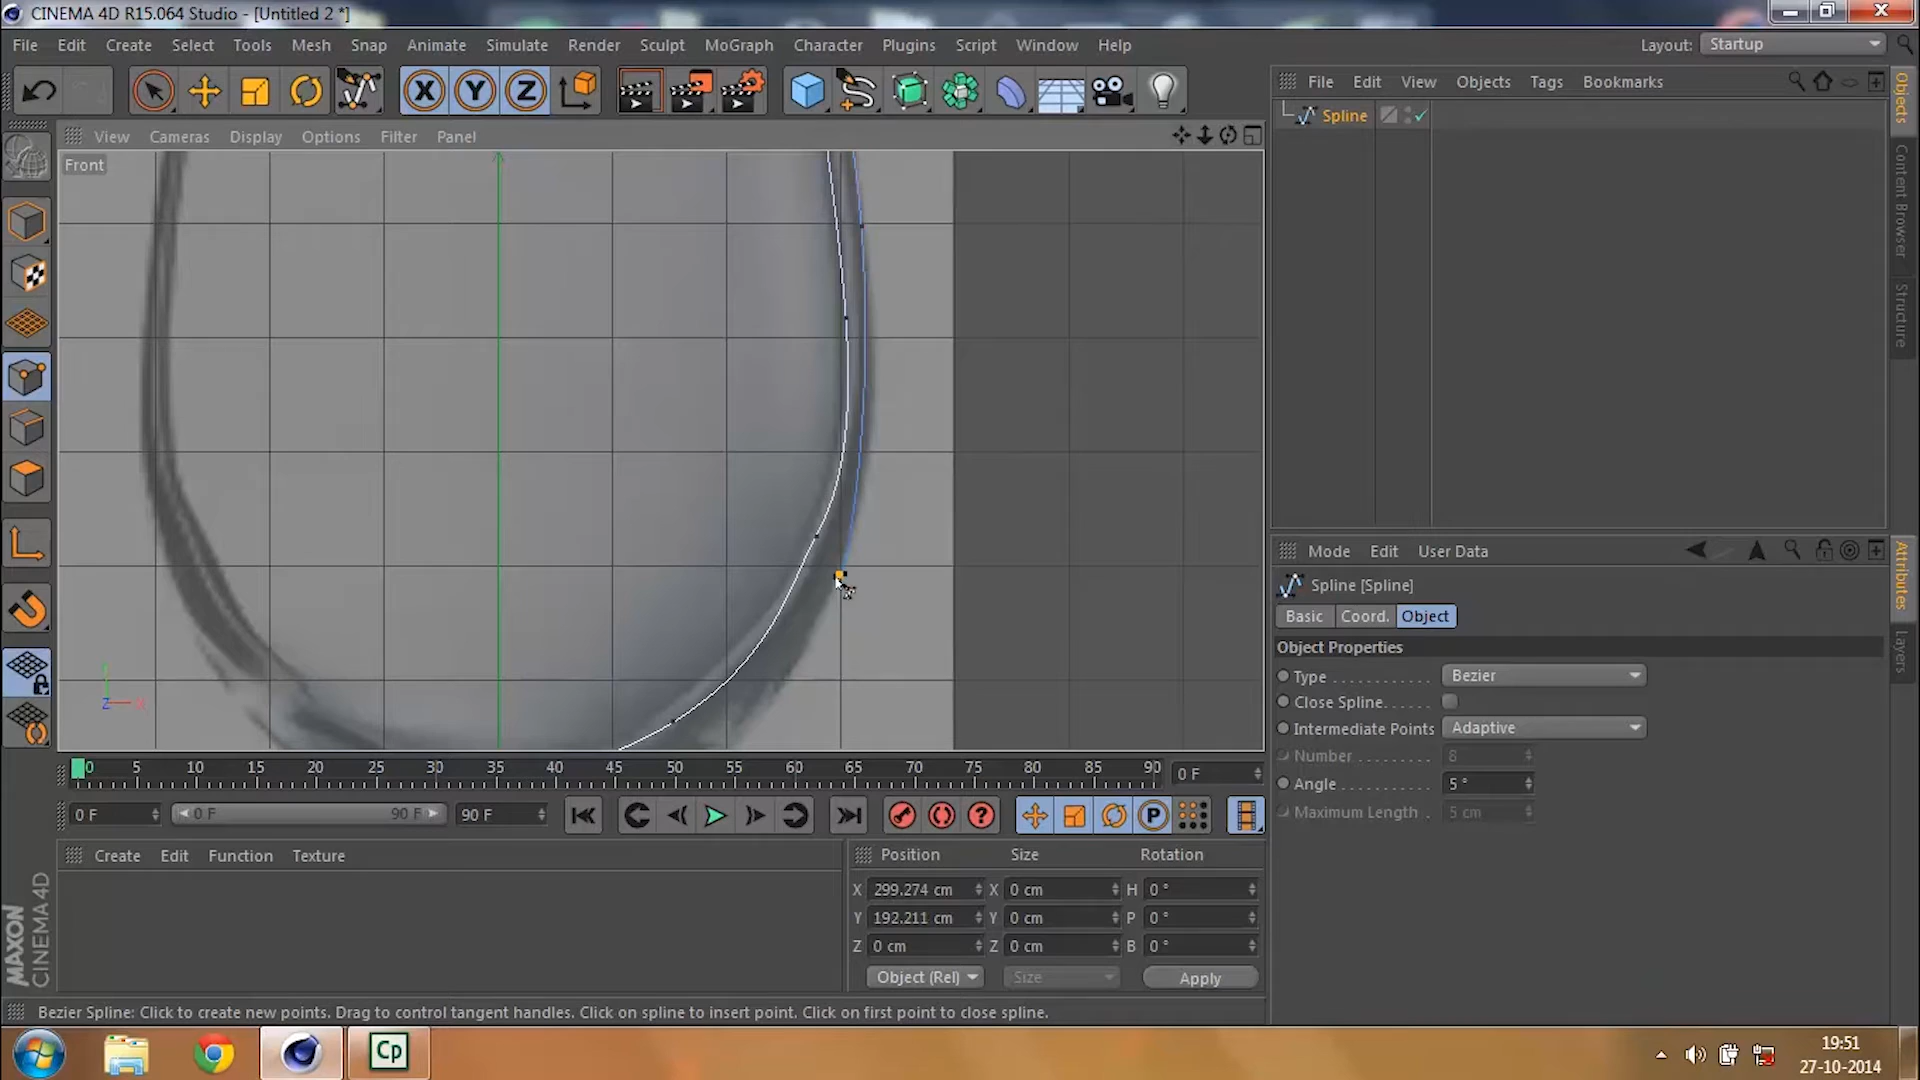 CINEMA 4D R15.064 Studio - [Untitled 2 *]
File Edit Create Select Tools Mesh Snap Animate Simulate Render Sculpt MoGraph Character Plugins Script Window Help Layout: Startup
X Y Z
File Edit View Objects Tags Bookmarks
Spline
View Cameras Display Options Filter Panel
Front
Z X
Objects
Content Browser
Structure
Mode Edit User Data
Spline [Spline]
Basic Coord. Object
Object Properties
Type Bezier
Close Spline
Intermediate Points Adaptive
Number 8
Angle 5 °
Maximum Length 5 cm
Attributes
Layers
0 5 10 15 20 25 30 35 40 45 50 55 60 65 70 75 80 85 90 0 F
0 F 0 F 90 F 90 F P
Create Edit Function Texture
Position Size Rotation
X 299.274 cm X 0 cm H 0 °
Y 192.211 cm Y 0 cm P 0 °
Z 0 cm Z 0 cm B 0 °
Object (Rel) Size Apply
MAXON
CINEMA 4D
Bezier Spline: Click to create new points. Drag to control tangent handles. Click on spline to insert point. Click on first point to close spline.
Cp
19:51
27-10-2014